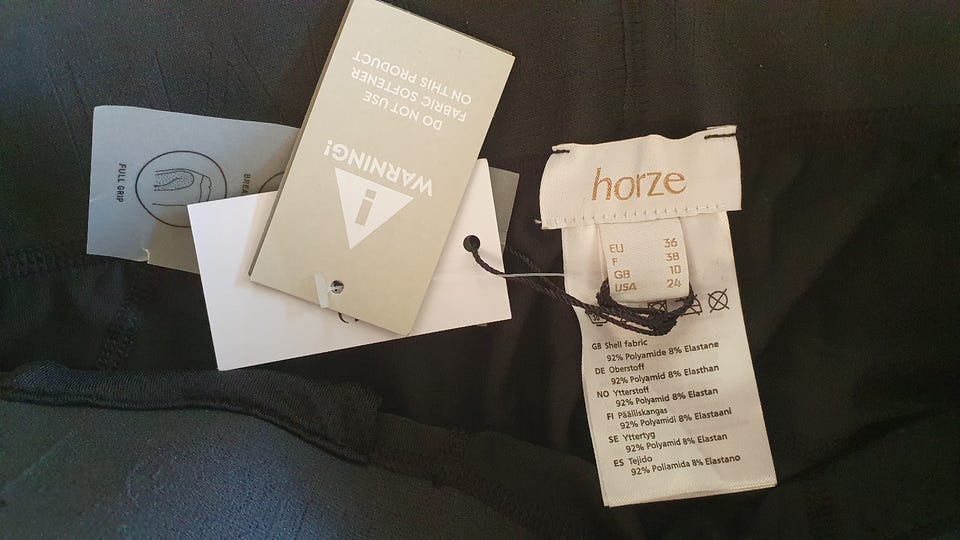 FULL GRIP
BREA
WARNING!
DO NOT USE
FABRIC SOFTENER
ON THIS PRODUCT
horze
EU 36
F 38
GB 10
USA 24
GB Shell fabric
92% Polyamide 8% Elastane
DE Oberstoff
92% Polyamid 8% Elasthan
NO Ytterstoff
92% Polyamid 8% Elastan
FI Päälliskangas
92% Polyamidi 8% Elastaani
SE Yttertyg
92% Polyamid 8% Elastan
ES Tejido
92% Poliamida 8% Elastano